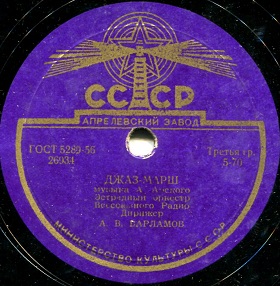 СССР
АПРЕЛЕВСКИЙ ЗАВОД
ГОСТ 5289-56
26934
Третья гр.
5-70
ДЖАЗ-МАРШ
музыка А.
Эстрадный оркестр
Всесоюзного Радио
Дирижер
А. В. ВАРЛАМОВ
МИНИСТЕРСТВО КУЛЬТУРЫ СССР